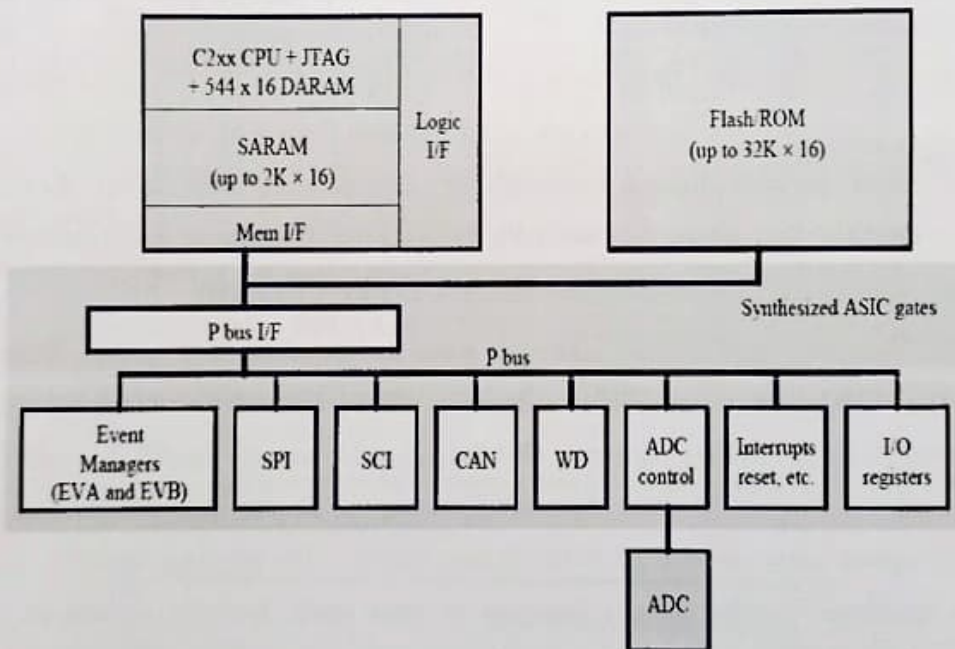 C2xx CPU + JTAG
+ 544 x 16 DARAM
SARAM
(up to 2K × 16)
Mem I/F
Logic
I/F
Flash/ROM
(up to 32K × 16)
Synthesized ASIC gates
P bus I/F
P bus
Event
Managers
(EVA and EVB)
SPI
SCI
CAN
WD
ADC
control
Interrupts
reset, etc.
I/O
registers
ADC